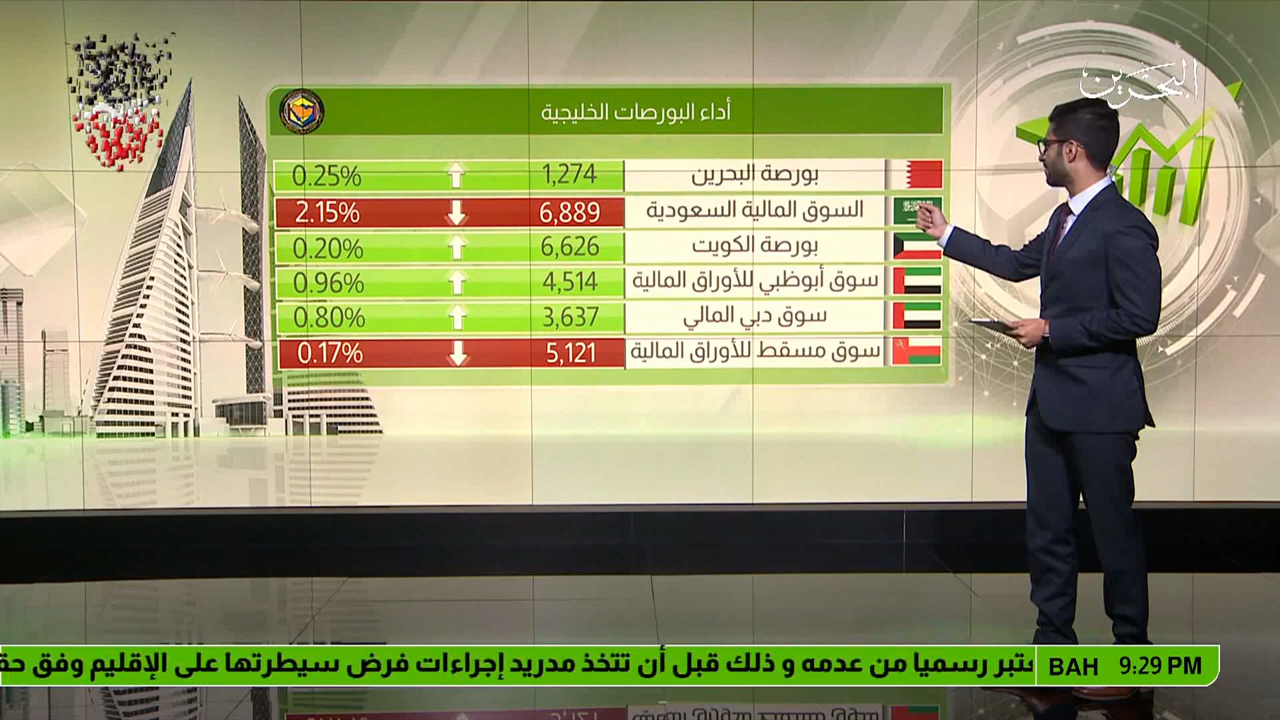 البحرين
أداء البورصات الخليجية
بورصة البحرين 1,274 0.25%
السوق المالية السعودية 6,889 2.15%
بورصة الكويت 6,626 0.20%
سوق أبوظبي للأوراق المالية 4,514 0.96%
سوق دبي المالي 3,637 0.80%
سوق مسقط للأوراق المالية 5,121 0.17%
BAH 9:29 PM
من عدمه و ذلك قبل أن تتخذ مدريد إجراءات فرض سيطرتها على الإقليم وفق